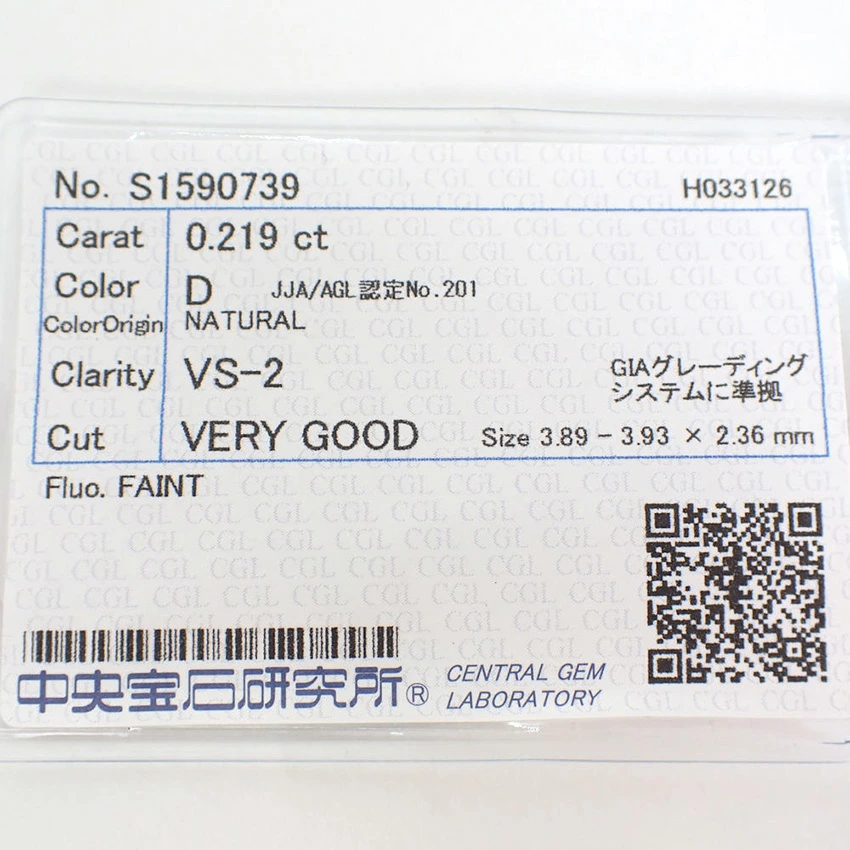 No. S1590739 H033126
Carat 0.219 ct
Color D JJA/AGL認定No.201
ColorOrigin NATURAL
Clarity VS-2 GIAグレーディング
システムに準拠
Cut VERY GOOD Size 3.89 - 3.93 × 2.36 mm
Fluo. FAINT
中央宝石研究所® CENTRAL GEM
LABORATORY